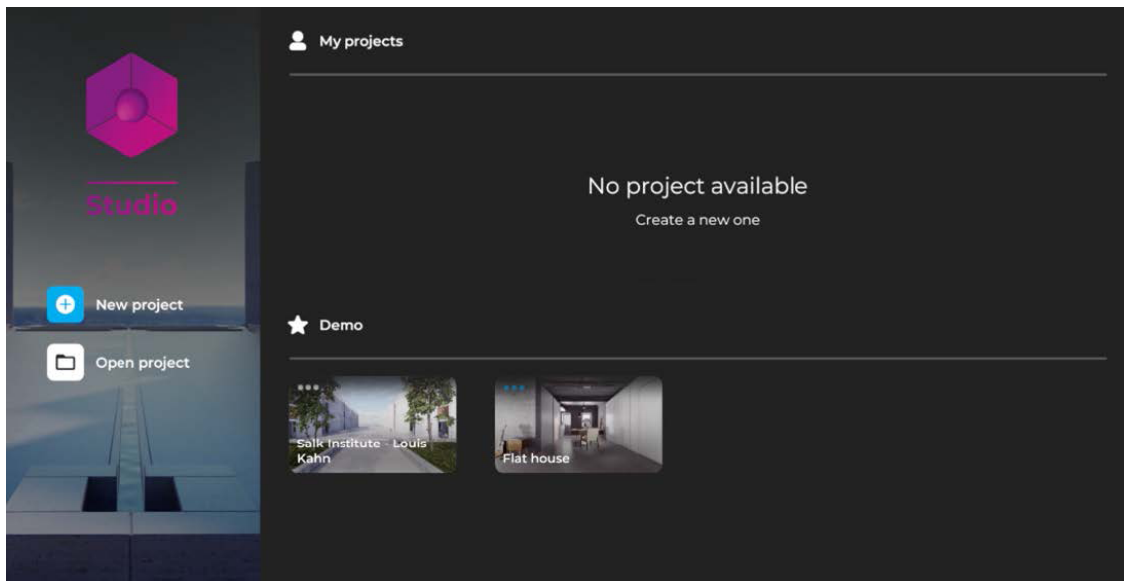 Studio
New project
Open project
My projects
No project available
Create a new one
Demo
Salk Institute - Louis
Kahn
Flat house